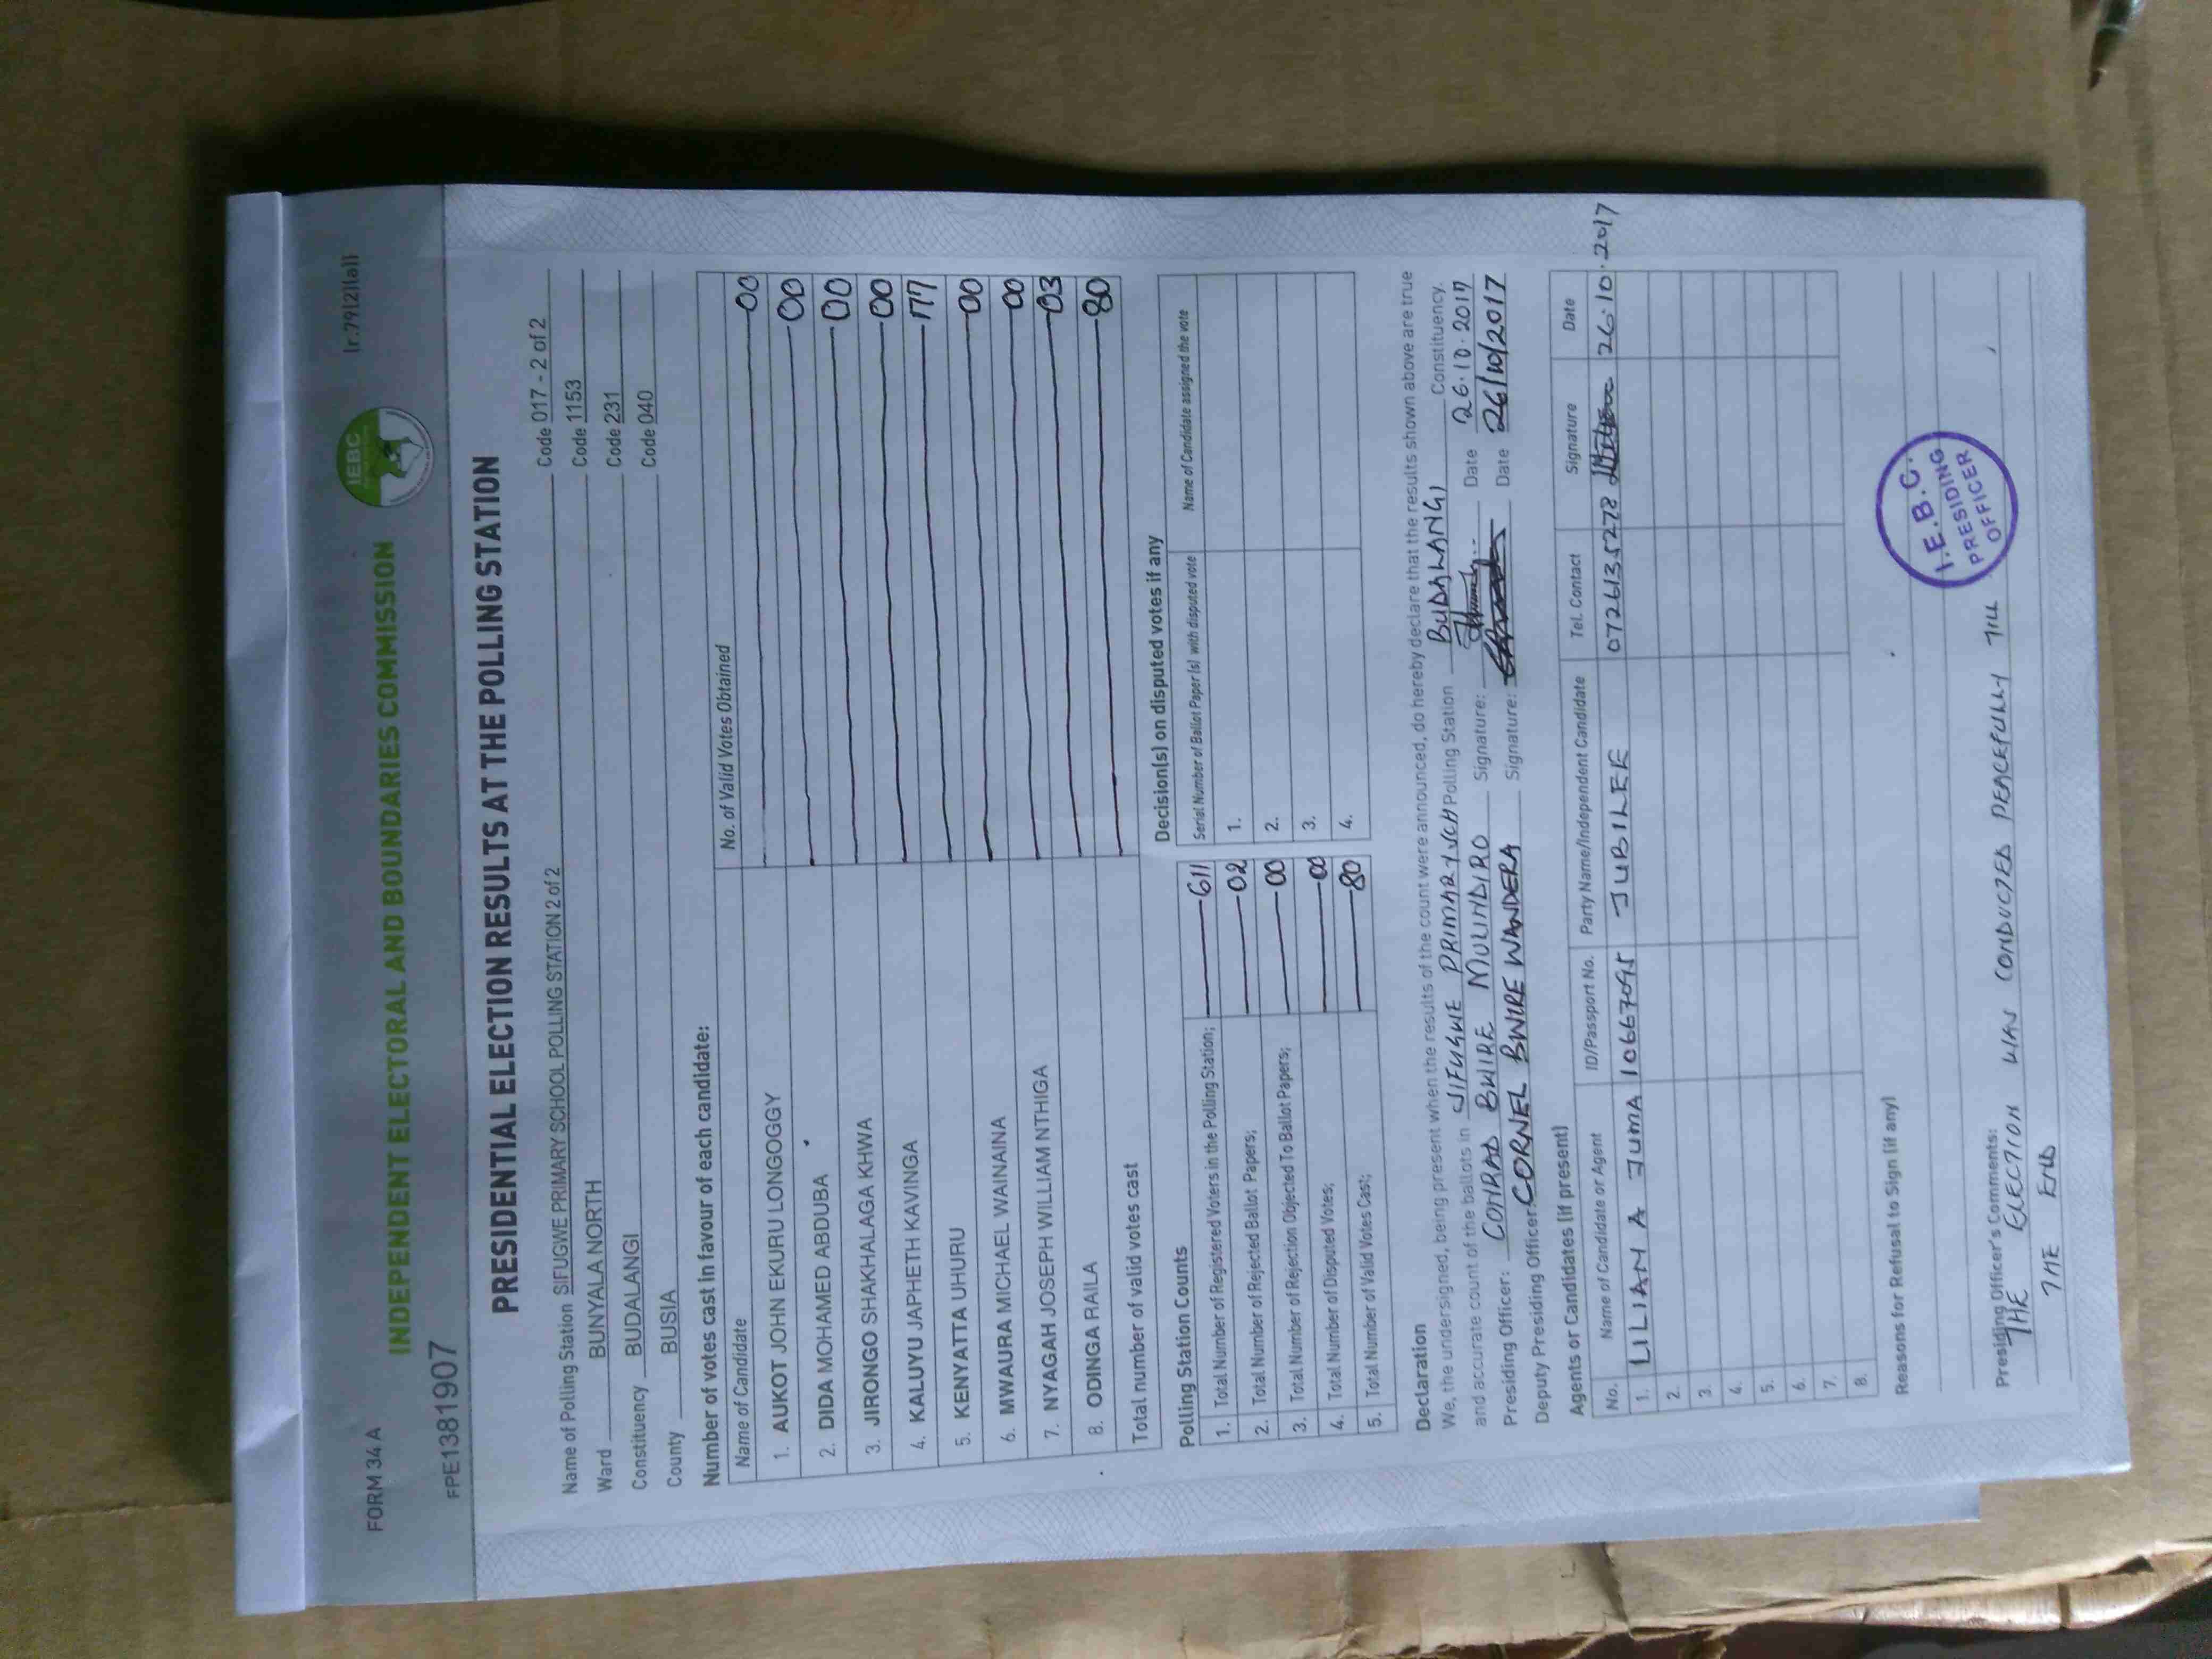 FORM 34 A
[r.79(2)(a)]
INDEPENDENT ELECTORAL AND BOUNDARIES COMMISSION
IEBC
FPE1381907
PRESIDENTIAL ELECTION RESULTS AT THE POLLING STATION
Name of Polling Station SIFUGWE PRIMARY SCHOOL POLLING STATION 2 of 2 Code 017 - 2 of 2
Ward BUNYALA NORTH Code 1153
Constituency BUDALANGI Code 231
County BUSIA Code 040
Number of votes cast in favour of each candidate:
Name of Candidate No. of Valid Votes Obtained
1. AUKOT JOHN EKURU LONGOGGY 00
2. DIDA MOHAMED ABDUBA 00
3. JIRONGO SHAKHALAGA KHWA 00
4. KALUYU JAPHETH KAVINGA 00
5. KENYATTA UHURU 77
6. MWAURA MICHAEL WAINAINA 00
7. NYAGAH JOSEPH WILLIAM NTHIGA 00
8. ODINGA RAILA 03
Total number of valid votes cast 80
Polling Station Counts
1. Total Number of Registered Voters in the Polling Station; 611
2. Total Number of Rejected Ballot Papers; 02
3. Total Number of Rejection Objected To Ballot Papers; 00
4. Total Number of Disputed Votes; 00
5. Total Number of Valid Votes Cast; 80
Decision(s) on disputed votes if any
Serial Number of Ballot Paper (s) with disputed vote Name of Candidate assigned the vote
1.
2.
3.
4.
Declaration
We, the undersigned, being present when the results of the count were announced, do hereby declare that the results shown above are true
and accurate count of the ballots in SIFUGWE PRIMARY SCH Polling Station BUDALANGI Constituency.
Presiding Officer: CONRAD BWIRE MULINDIRO Signature: Date 26.10.2017
Deputy Presiding Officer: CORNEL BWIRE WANDERA Signature: Date 26/10/2017
Agents or Candidates (if present)
No. Name of Candidate or Agent ID/Passport No. Party Name/Independent Candidate Tel. Contact Signature Date
1. LILIAN A JUMA 10667095 JUBILEE 0726135278 26.10.2017
2.
3.
4.
5.
6.
7.
8.
Reasons for Refusal to Sign (if any)
Presiding Officer's Comments:
THE ELECTION WAS CONDUCTED PEACEFULLY TILL
THE END
I.E.B.C.
PRESIDING
OFFICER